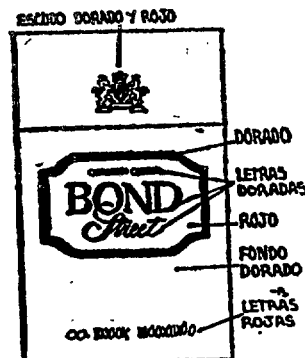 ESCUDO DORADO Y ROJO
DORADO
LETRAS
DORADAS
BOND
Street
ROJO
FONDO
DORADO
LETRAS
ROJAS